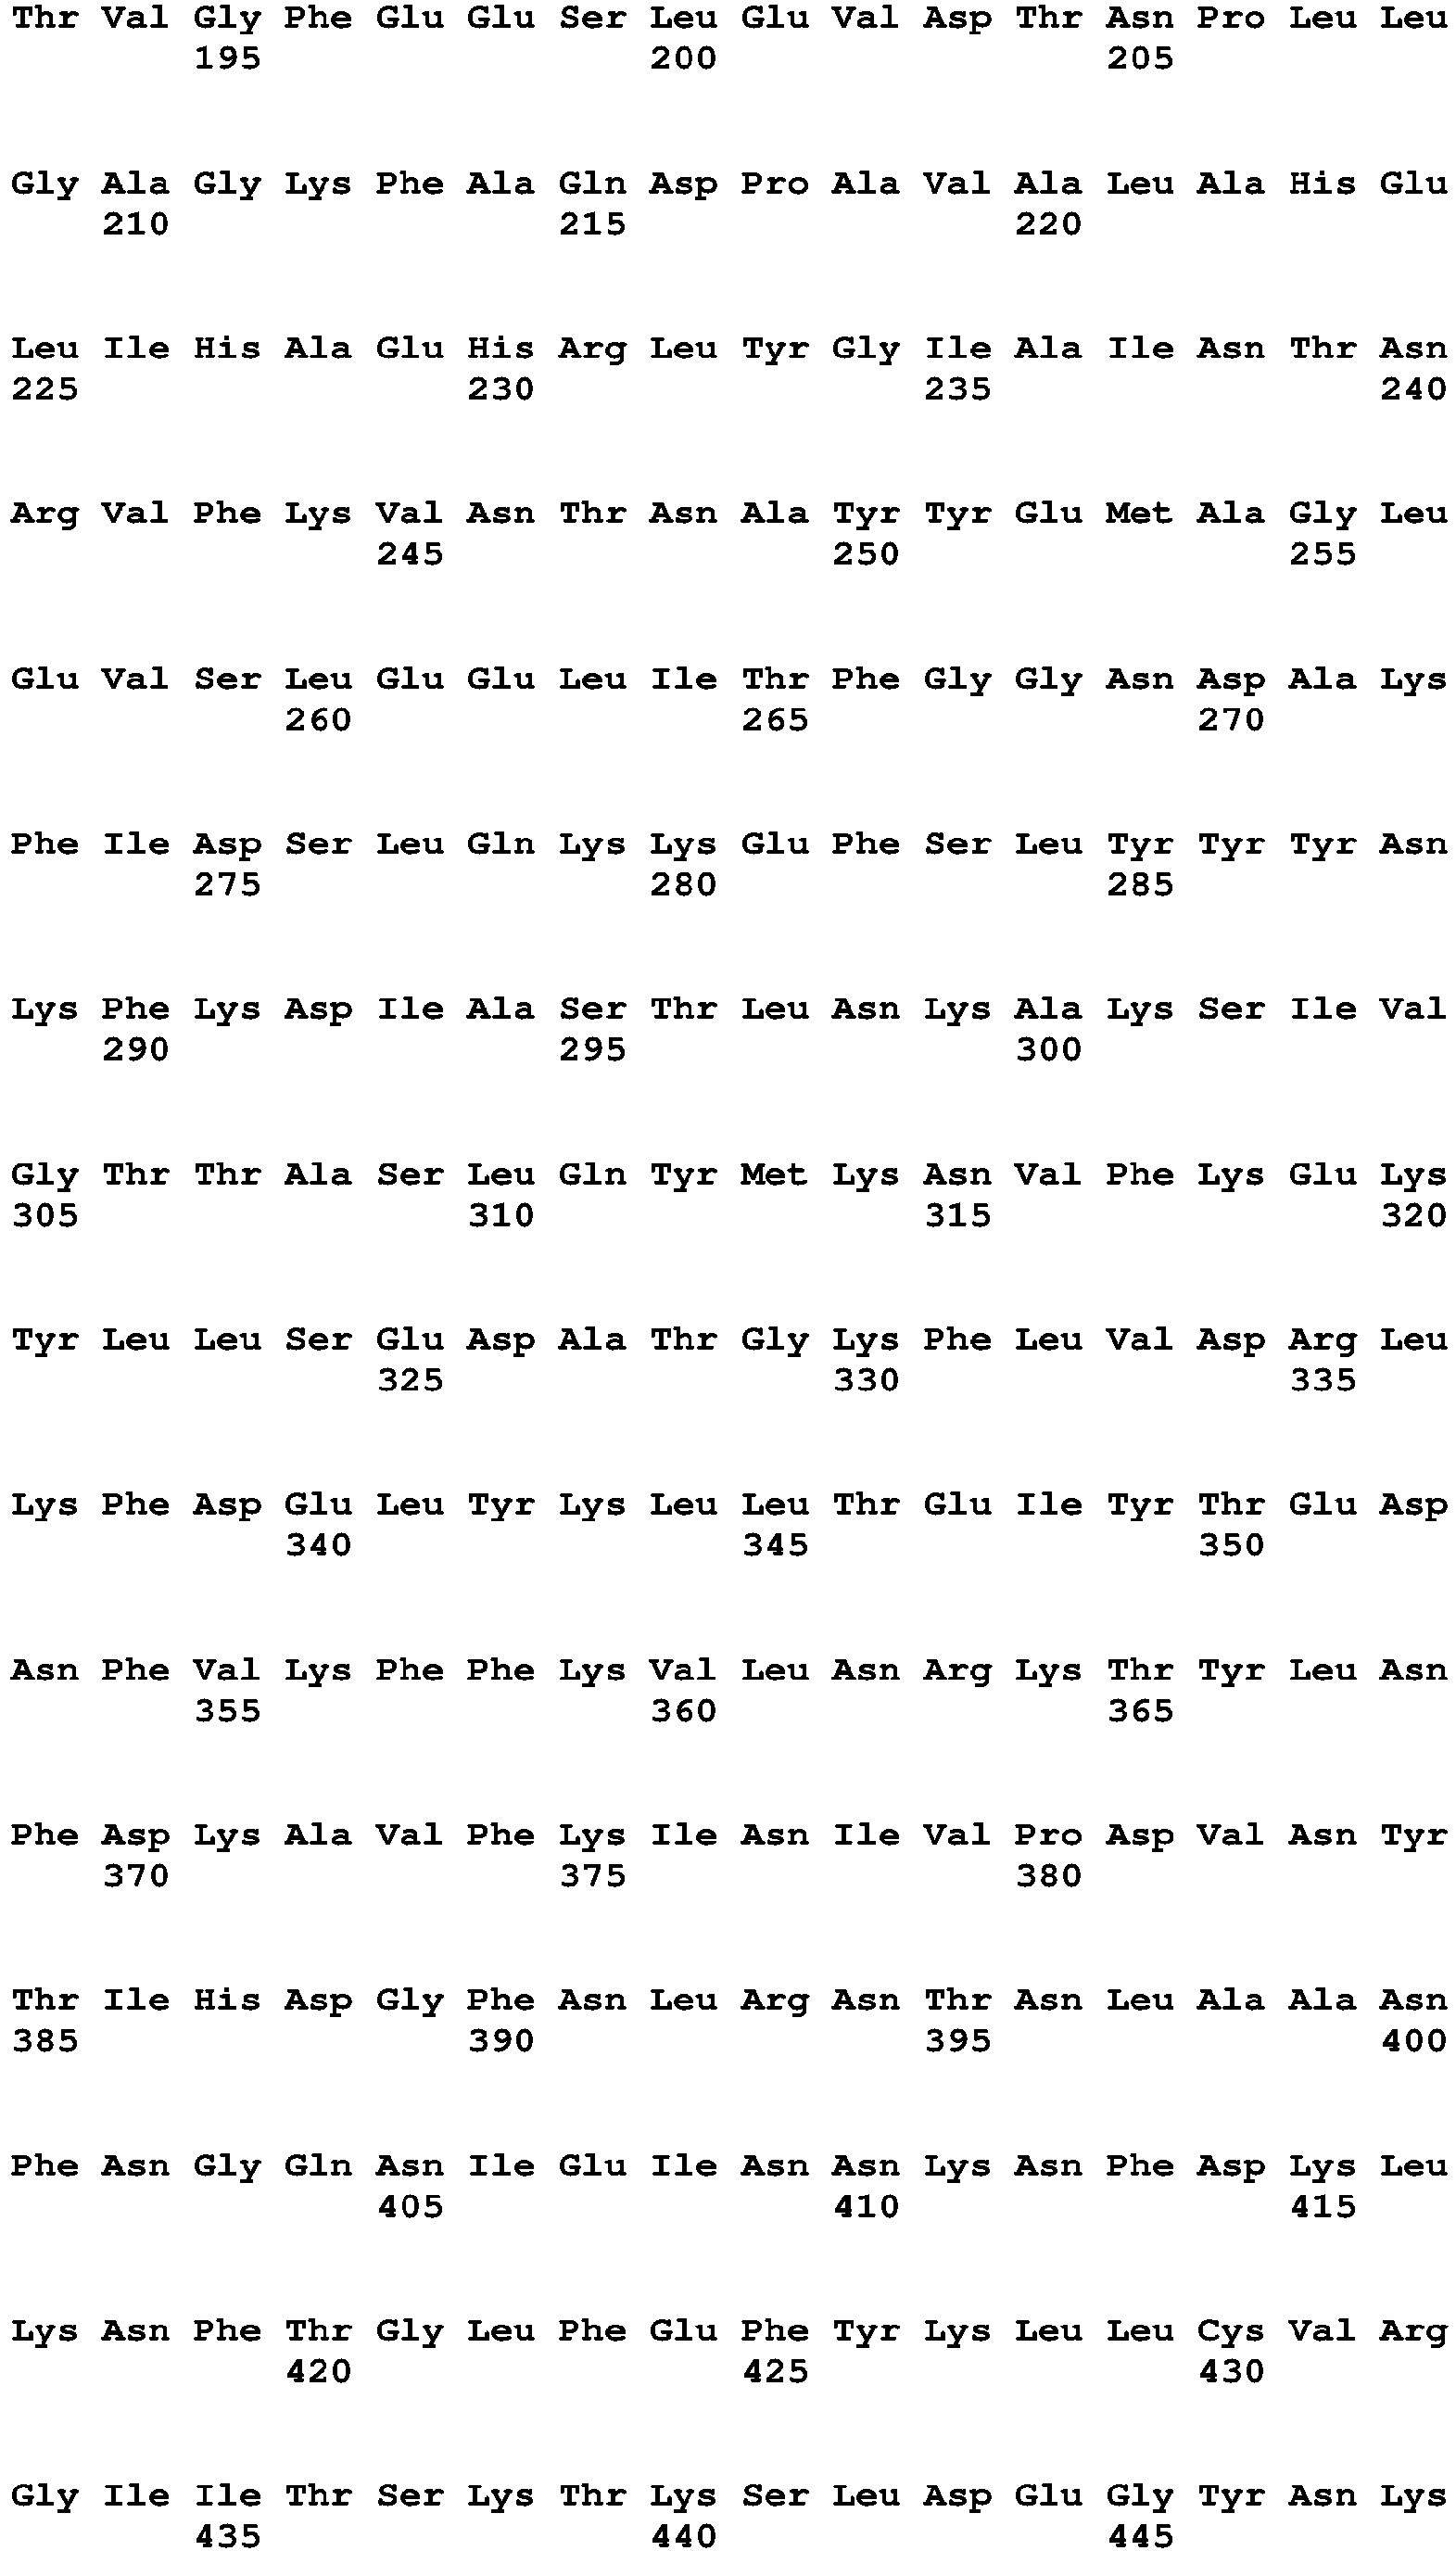 Thr Val Gly Phe Glu Glu Ser Leu Glu Val Asp Thr Asn Pro Leu Leu
195 200 205
Gly Ala Gly Lys Phe Ala Gln Asp Pro Ala Val Ala Leu Ala His Glu
210 215 220
Leu Ile His Ala Glu His Arg Leu Tyr Gly Ile Ala Ile Asn Thr Asn
225 230 235 240
Arg Val Phe Lys Val Asn Thr Asn Ala Tyr Tyr Glu Met Ala Gly Leu
245 250 255
Glu Val Ser Leu Glu Glu Leu Ile Thr Phe Gly Gly Asn Asp Ala Lys
260 265 270
Phe Ile Asp Ser Leu Gln Lys Lys Glu Phe Ser Leu Tyr Tyr Tyr Asn
275 280 285
Lys Phe Lys Asp Ile Ala Ser Thr Leu Asn Lys Ala Lys Ser Ile Val
290 295 300
Gly Thr Thr Ala Ser Leu Gln Tyr Met Lys Asn Val Phe Lys Glu Lys
305 310 315 320
Tyr Leu Leu Ser Glu Asp Ala Thr Gly Lys Phe Leu Val Asp Arg Leu
325 330 335
Lys Phe Asp Glu Leu Tyr Lys Leu Leu Thr Glu Ile Tyr Thr Glu Asp
340 345 350
Asn Phe Val Lys Phe Phe Lys Val Leu Asn Arg Lys Thr Tyr Leu Asn
355 360 365
Phe Asp Lys Ala Val Phe Lys Ile Asn Ile Val Pro Asp Val Asn Tyr
370 375 380
Thr Ile His Asp Gly Phe Asn Leu Arg Asn Thr Asn Leu Ala Ala Asn
385 390 395 400
Phe Asn Gly Gln Asn Ile Glu Ile Asn Asn Lys Asn Phe Asp Lys Leu
405 410 415
Lys Asn Phe Thr Gly Leu Phe Glu Phe Tyr Lys Leu Leu Cys Val Arg
420 425 430
Gly Ile Ile Thr Ser Lys Thr Lys Ser Leu Asp Glu Gly Tyr Asn Lys
435 440 445